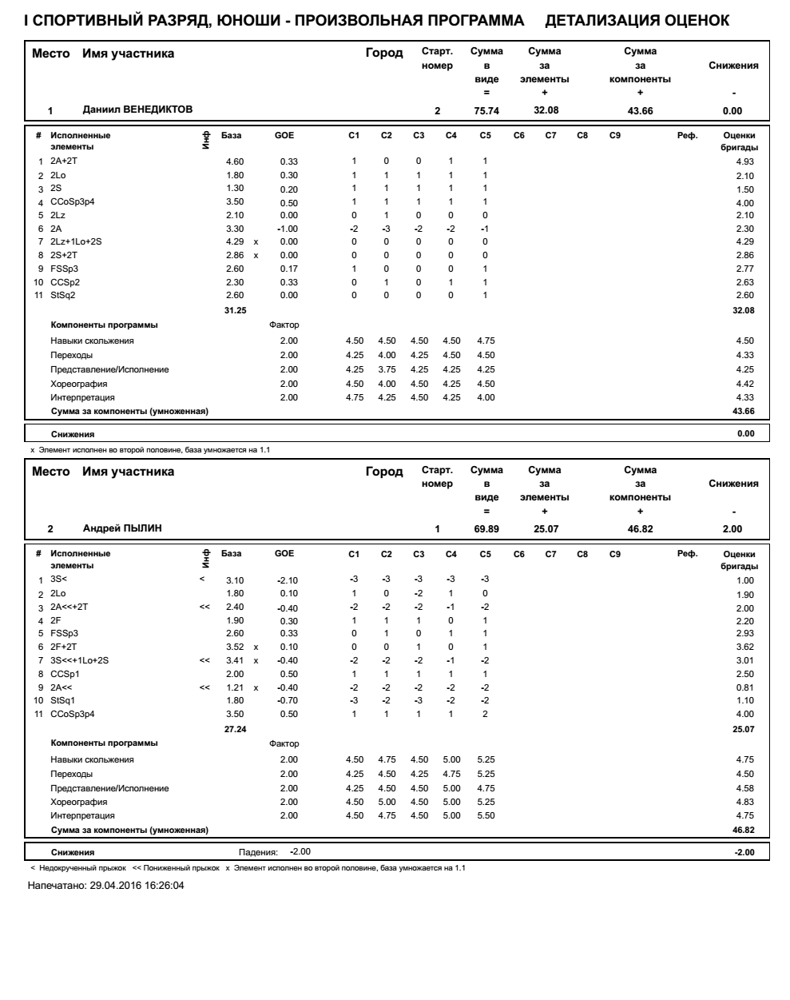 I СПОРТИВНЫЙ РАЗРЯД, ЮНОШИ - ПРОИЗВОЛЬНАЯ ПРОГРАММА ДЕТАЛИЗАЦИЯ ОЦЕНОК
Место Имя участника Город Старт. номер Сумма в виде = Сумма за элементы + Сумма за компоненты + Снижения -
1 Даниил ВЕНЕДИКТОВ 2 75.74 32.08 43.66 0.00
# Исполненные элементы Инф База GOE C1 C2 C3 C4 C5 C6 C7 C8 C9 Реф. Оценки бригады
1 2A+2T 4.60 0.33 1 0 0 1 1 4.93
2 2Lo 1.80 0.30 1 1 1 1 1 2.10
3 2S 1.30 0.20 1 1 1 1 1 1.50
4 CCoSp3p4 3.50 0.50 1 1 1 1 1 4.00
5 2Lz 2.10 0.00 0 1 0 0 0 2.10
6 2A 3.30 -1.00 -2 -3 -2 -2 -1 2.30
7 2Lz+1Lo+2S 4.29 x 0.00 0 0 0 0 0 4.29
8 2S+2T 2.86 x 0.00 0 0 0 0 0 2.86
9 FSSp3 2.60 0.17 1 0 0 0 1 2.77
10 CCSp2 2.30 0.33 0 1 0 1 1 2.63
11 StSq2 2.60 0.00 0 0 0 0 1 2.60
31.25 32.08
Компоненты программы Фактор
Навыки скольжения 2.00 4.50 4.50 4.50 4.50 4.75 4.50
Переходы 2.00 4.25 4.00 4.25 4.50 4.50 4.33
Представление/Исполнение 2.00 4.25 3.75 4.25 4.25 4.25 4.25
Хореография 2.00 4.50 4.00 4.50 4.25 4.50 4.42
Интерпретация 2.00 4.75 4.25 4.50 4.25 4.00 4.33
Сумма за компоненты (умноженная) 43.66
Снижения 0.00
x Элемент исполнен во второй половине, база умножается на 1.1
Место Имя участника Город Старт. номер Сумма в виде = Сумма за элементы + Сумма за компоненты + Снижения -
2 Андрей ПЫЛИН 1 69.89 25.07 46.82 2.00
# Исполненные элементы Инф База GOE C1 C2 C3 C4 C5 C6 C7 C8 C9 Реф. Оценки бригады
1 3S< < 3.10 -2.10 -3 -3 -3 -3 -3 1.00
2 2Lo 1.80 0.10 1 0 -2 1 0 1.90
3 2A<<+2T << 2.40 -0.40 -2 -2 -2 -1 -2 2.00
4 2F 1.90 0.30 1 1 1 0 1 2.20
5 FSSp3 2.60 0.33 0 1 0 1 1 2.93
6 2F+2T 3.52 x 0.10 0 0 1 0 1 3.62
7 3S<<+1Lo+2S << 3.41 x -0.40 -2 -2 -2 -1 -2 3.01
8 CCSp1 2.00 0.50 1 1 1 1 1 2.50
9 2A<< << 1.21 x -0.40 -2 -2 -2 -2 -2 0.81
10 StSq1 1.80 -0.70 -3 -2 -3 -2 -2 1.10
11 CCoSp3p4 3.50 0.50 1 1 1 1 2 4.00
27.24 25.07
Компоненты программы Фактор
Навыки скольжения 2.00 4.50 4.75 4.50 5.00 5.25 4.75
Переходы 2.00 4.25 4.50 4.25 4.75 5.25 4.50
Представление/Исполнение 2.00 4.25 4.50 4.50 5.00 4.75 4.58
Хореография 2.00 4.50 5.00 4.50 5.00 5.25 4.83
Интерпретация 2.00 4.50 4.75 4.50 5.00 5.50 4.75
Сумма за компоненты (умноженная) 46.82
Снижения Падения: -2.00 -2.00
< Недокрученный прыжок << Пониженный прыжок x Элемент исполнен во второй половине, база умножается на 1.1
Напечатано: 29.04.2016 16:26:04